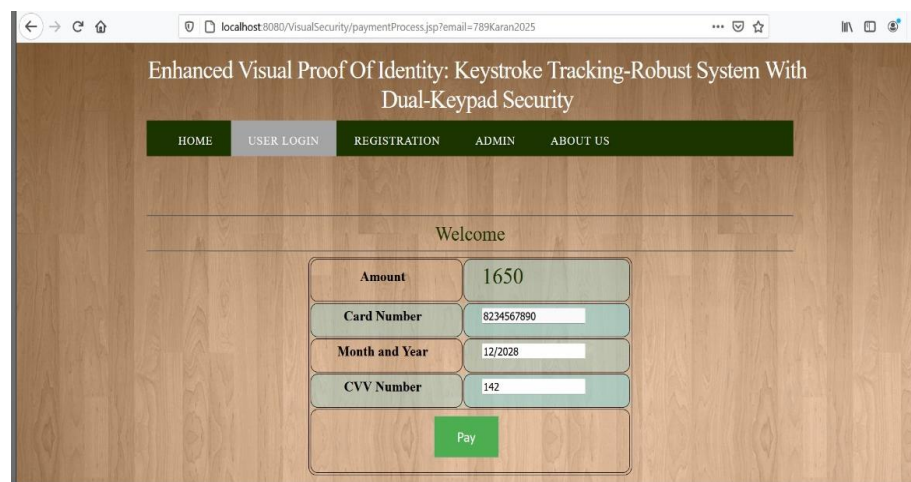 localhost:8080/VisualSecurity/paymentProcess.jsp?email=789Karan2025
Enhanced Visual Proof Of Identity: Keystroke Tracking-Robust System With
Dual-Keypad Security
HOME USER LOGIN REGISTRATION ADMIN ABOUT US
Welcome
Amount 1650
Card Number 8234567890
Month and Year 12/2028
CVV Number 142
Pay